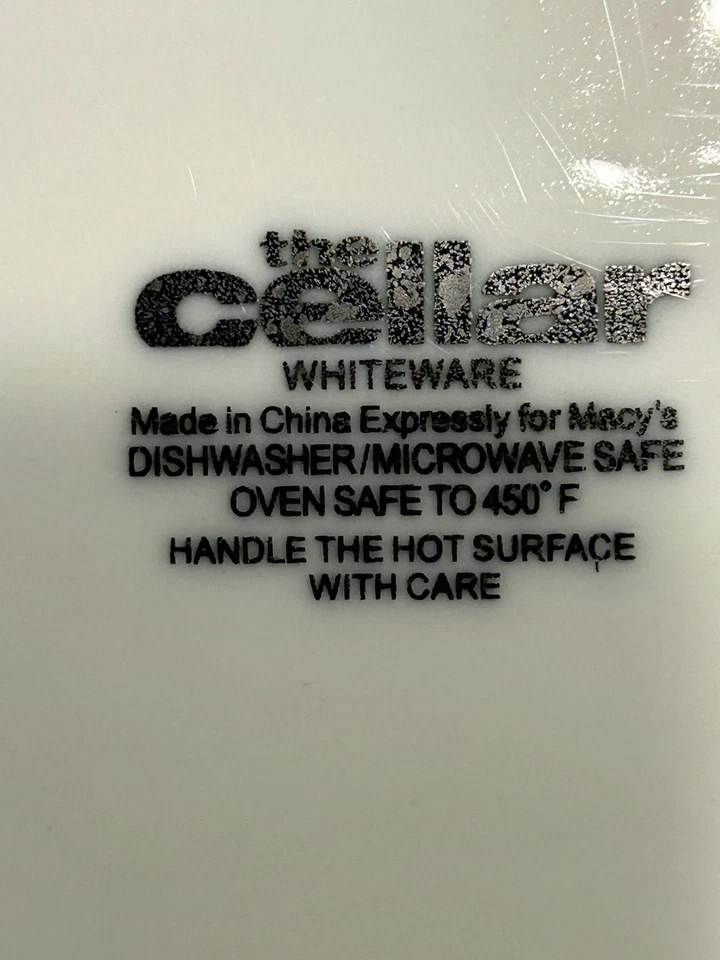 the
cellar
WHITEWARE
Made in China Expressly for Macy's
DISHWASHER/MICROWAVE SAFE
OVEN SAFE TO 450° F
HANDLE THE HOT SURFACE
WITH CARE